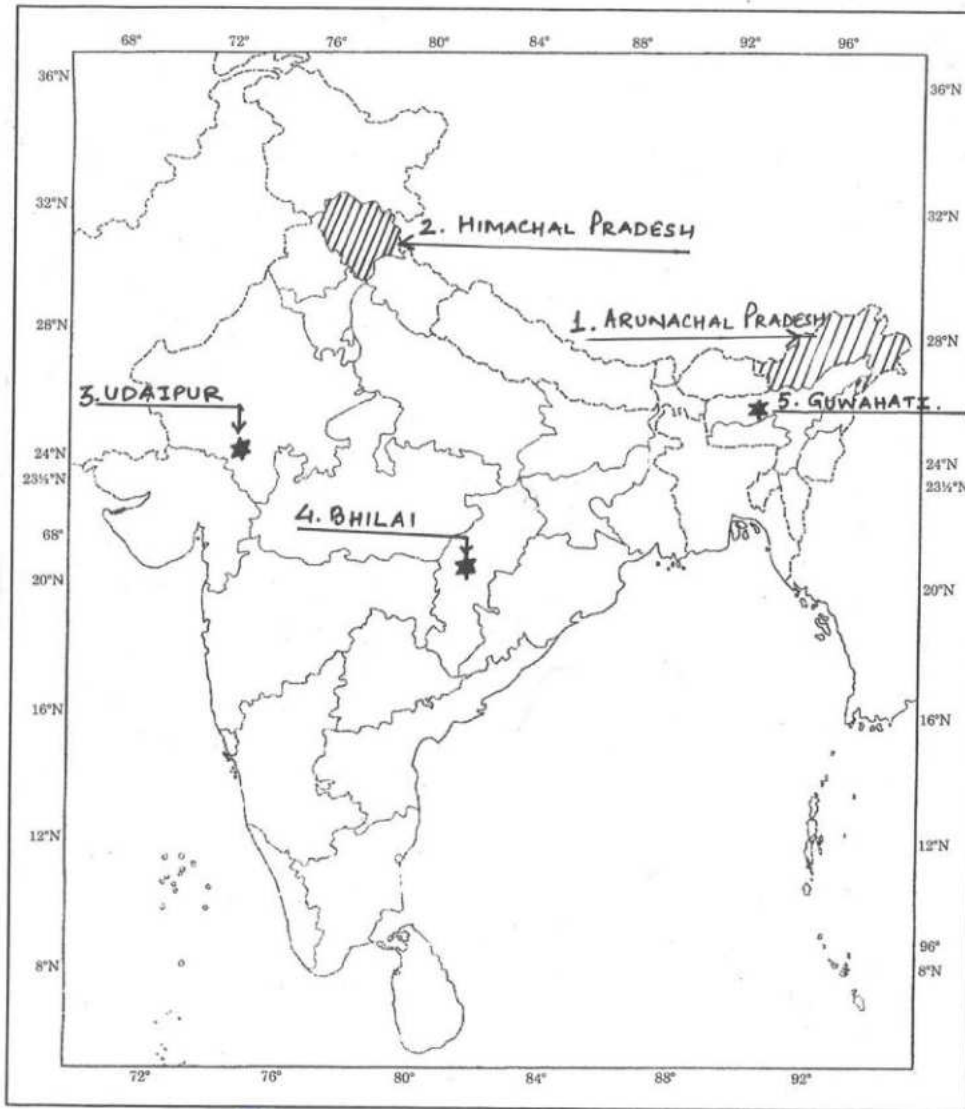 68° 72° 76° 80° 84° 88° 92° 96°
36°N 36°N
32°N 32°N
2. HIMACHAL PRADESH
28°N 28°N
1. ARUNACHAL PRADESH
3. UDAIPUR
5. GUWAHATI.
24°N 24°N
23½°N 23½°N
4. BHILAI
68°
20°N 20°N
16°N 16°N
12°N 12°N
96°
8°N 8°N
72° 76° 80° 84° 88° 92°